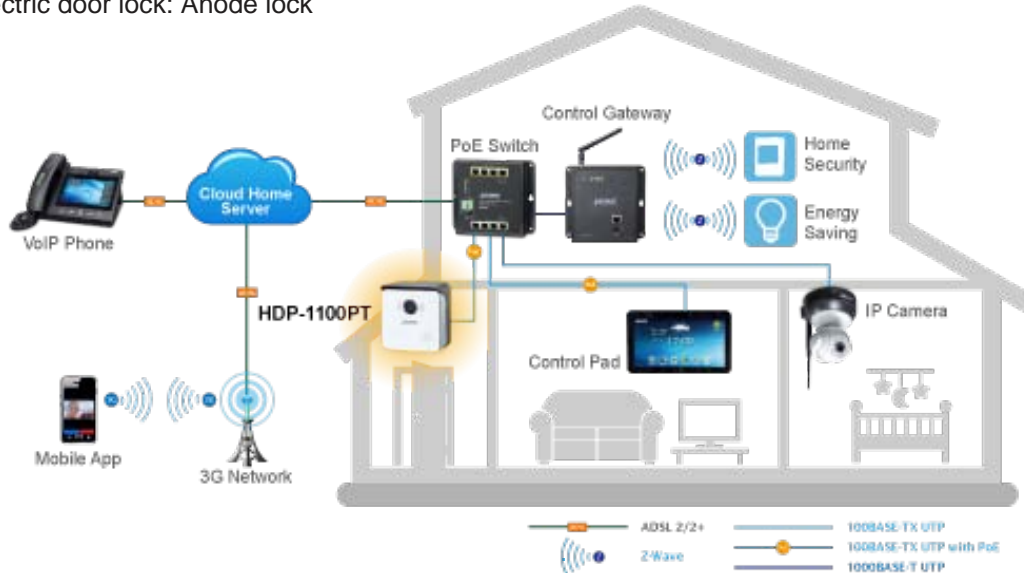 ectric door lock: Anode lock
Control Gateway
PoE Switch
Home
Security
Cloud Home
Server
Energy
Saving
VoIP Phone
HDP-1100PT
IP Camera
Control Pad
Mobile App
3G Network
ADSL 2/2+
100BASE-TX UTP
Z-Wave
100BASE-TX UTP with PoE
1000BASE-T UTP